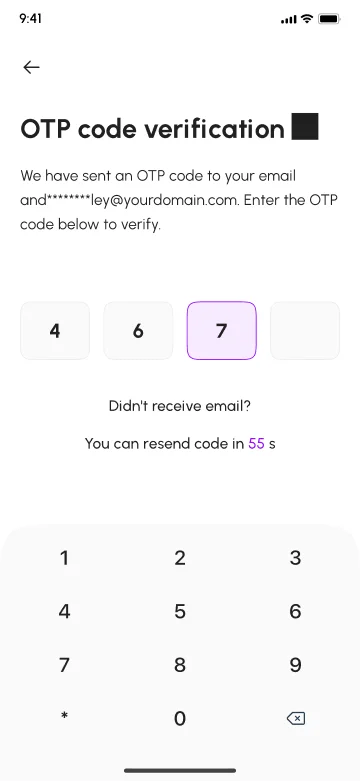 9:41
OTP code verification
We have sent an OTP code to your email
and********ley@yourdomain.com. Enter the OTP
code below to verify.
4 6 7
Didn't receive email?
You can resend code in 55 s
1 2 3
4 5 6
7 8 9
* 0